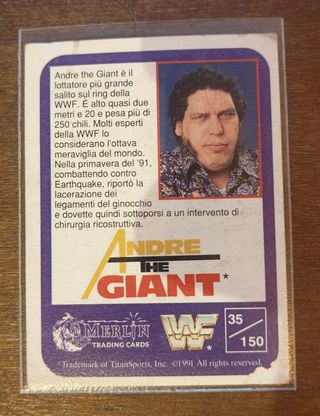 Andre the Giant è il
lottatore più grande
salito sul ring della
WWF. È alto quasi due
metri e 20 e pesa più di
250 chili. Molti esperti
della WWF lo
considerano l'ottava
meraviglia del mondo.
Nella primavera del '91,
combattendo contro
Earthquake, riportò la
lacerazione dei
legamenti del ginocchio
e dovette quindi sottoporsi a un intervento di
chirurgia ricostruttiva.
ANDRE
THE
GIANT*
MERLIN
TRADING CARDS
WF
35
150
*Trademark of TitanSports, Inc. ©1991 All rights reserved.